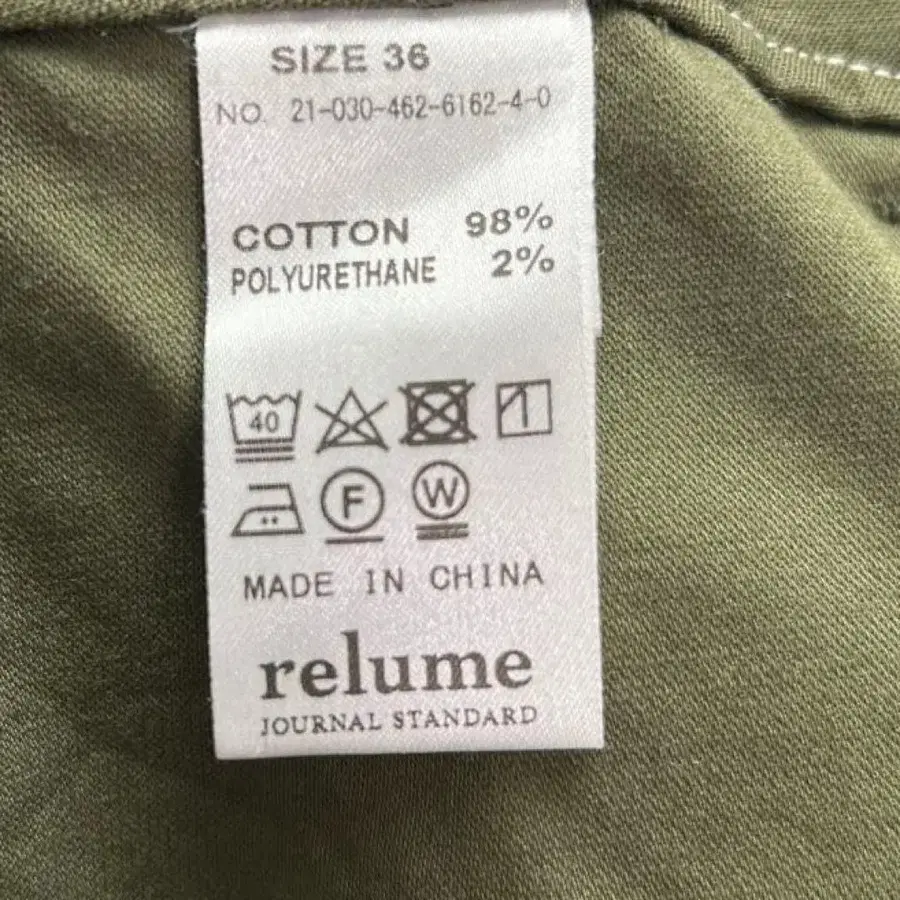 SIZE 36
NO. 21-030-462-6162-4-0
COTTON 98%
POLYURETHANE 2%
40
F W
MADE IN CHINA
relume
JOURNAL STANDARD